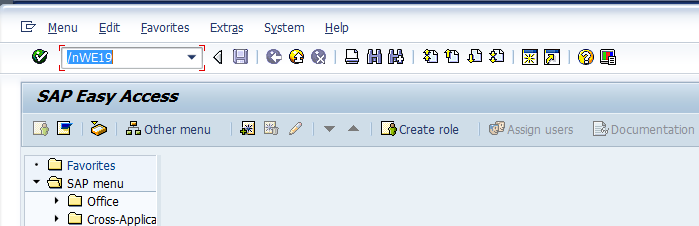 Menu Edit Favorites Extras System Help
/nWE19
SAP Easy Access
Other menu Create role Assign users Documentation
Favorites
SAP menu
Office
Cross-Applica